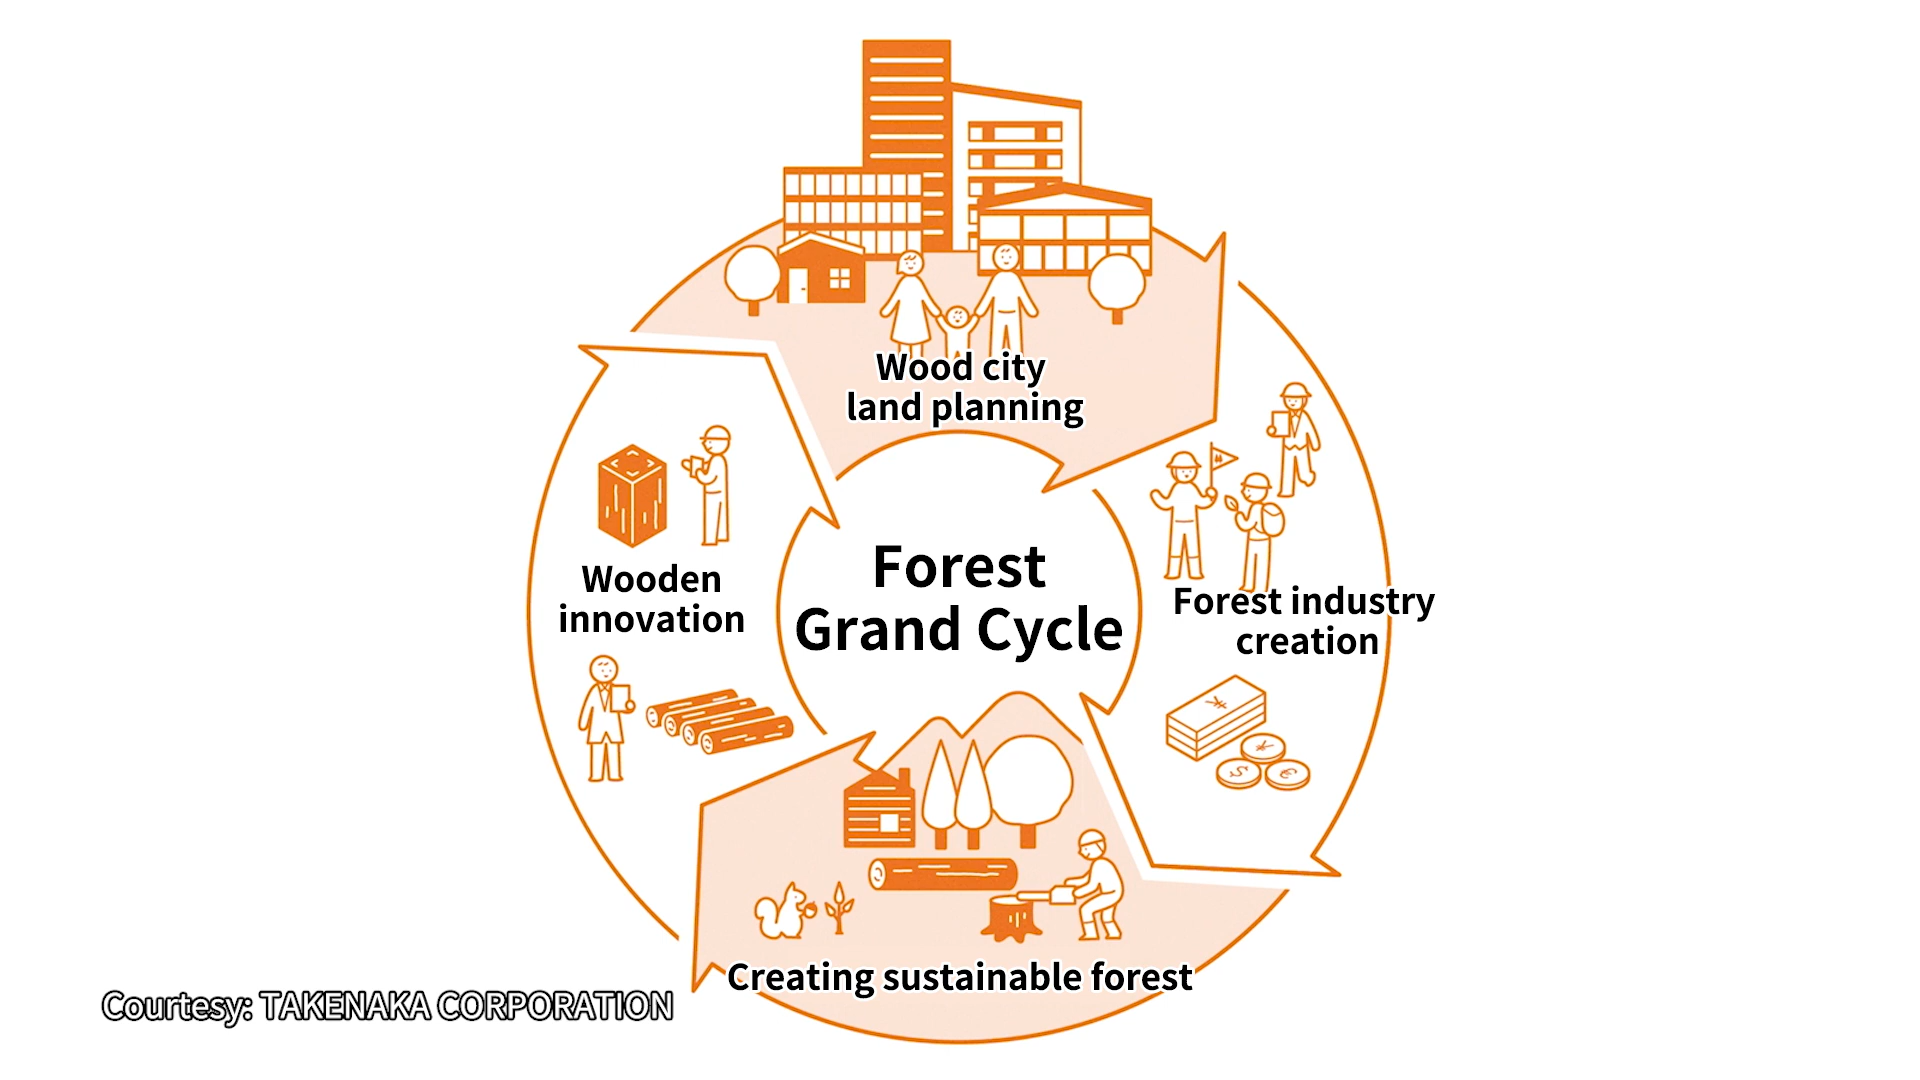 Wood city
land planning
Wooden
innovation
Forest
Grand Cycle
Forest industry
creation
¥
¥
$
€
Creating sustainable forest
Courtesy: TAKENAKA CORPORATION